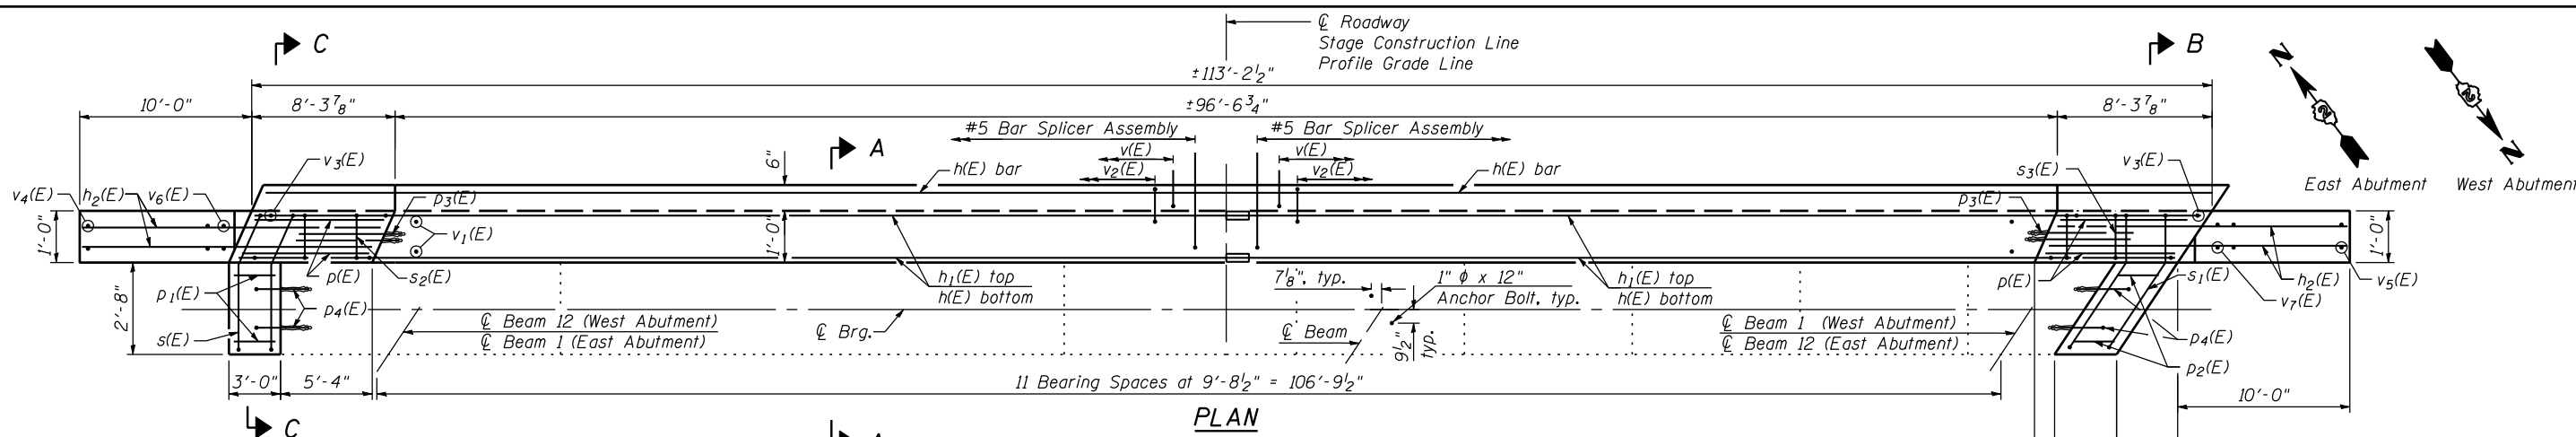 ℄ Roadway
Stage Construction Line
Profile Grade Line
C
B
±113'-2½"
10'-0"
8'-3⅞"
±96'-6¾"
8'-3⅞"
#5 Bar Splicer Assembly
#5 Bar Splicer Assembly
A
6"
v(E)
v(E)
v₂(E)
v₂(E)
h(E) bar
h(E) bar
v₃(E)
s₃(E)
v₃(E)
N
N
East Abutment
West Abutment
v₄(E)
h₂(E)
v₆(E)
p₃(E)
p₃(E)
1'-0"
1'-0"
1'-0"
v₁(E)
p(E)
s₂(E)
h₁(E) top
h(E) bottom
7⅛", typ.
1" ϕ x 12"
Anchor Bolt, typ.
h₁(E) top
h(E) bottom
p(E)
s₁(E)
h₂(E)
v₅(E)
v₇(E)
2'-8"
p₁(E)
p₄(E)
s(E)
℄ Beam 12 (West Abutment)
℄ Beam 1 (East Abutment)
℄ Brg.
℄ Beam
9½"
typ.
℄ Beam 1 (West Abutment)
℄ Beam 12 (East Abutment)
p₄(E)
p₂(E)
3'-0"
5'-4"
11 Bearing Spaces at 9'-8½" = 106'-9½"
10'-0"
PLAN
C
A